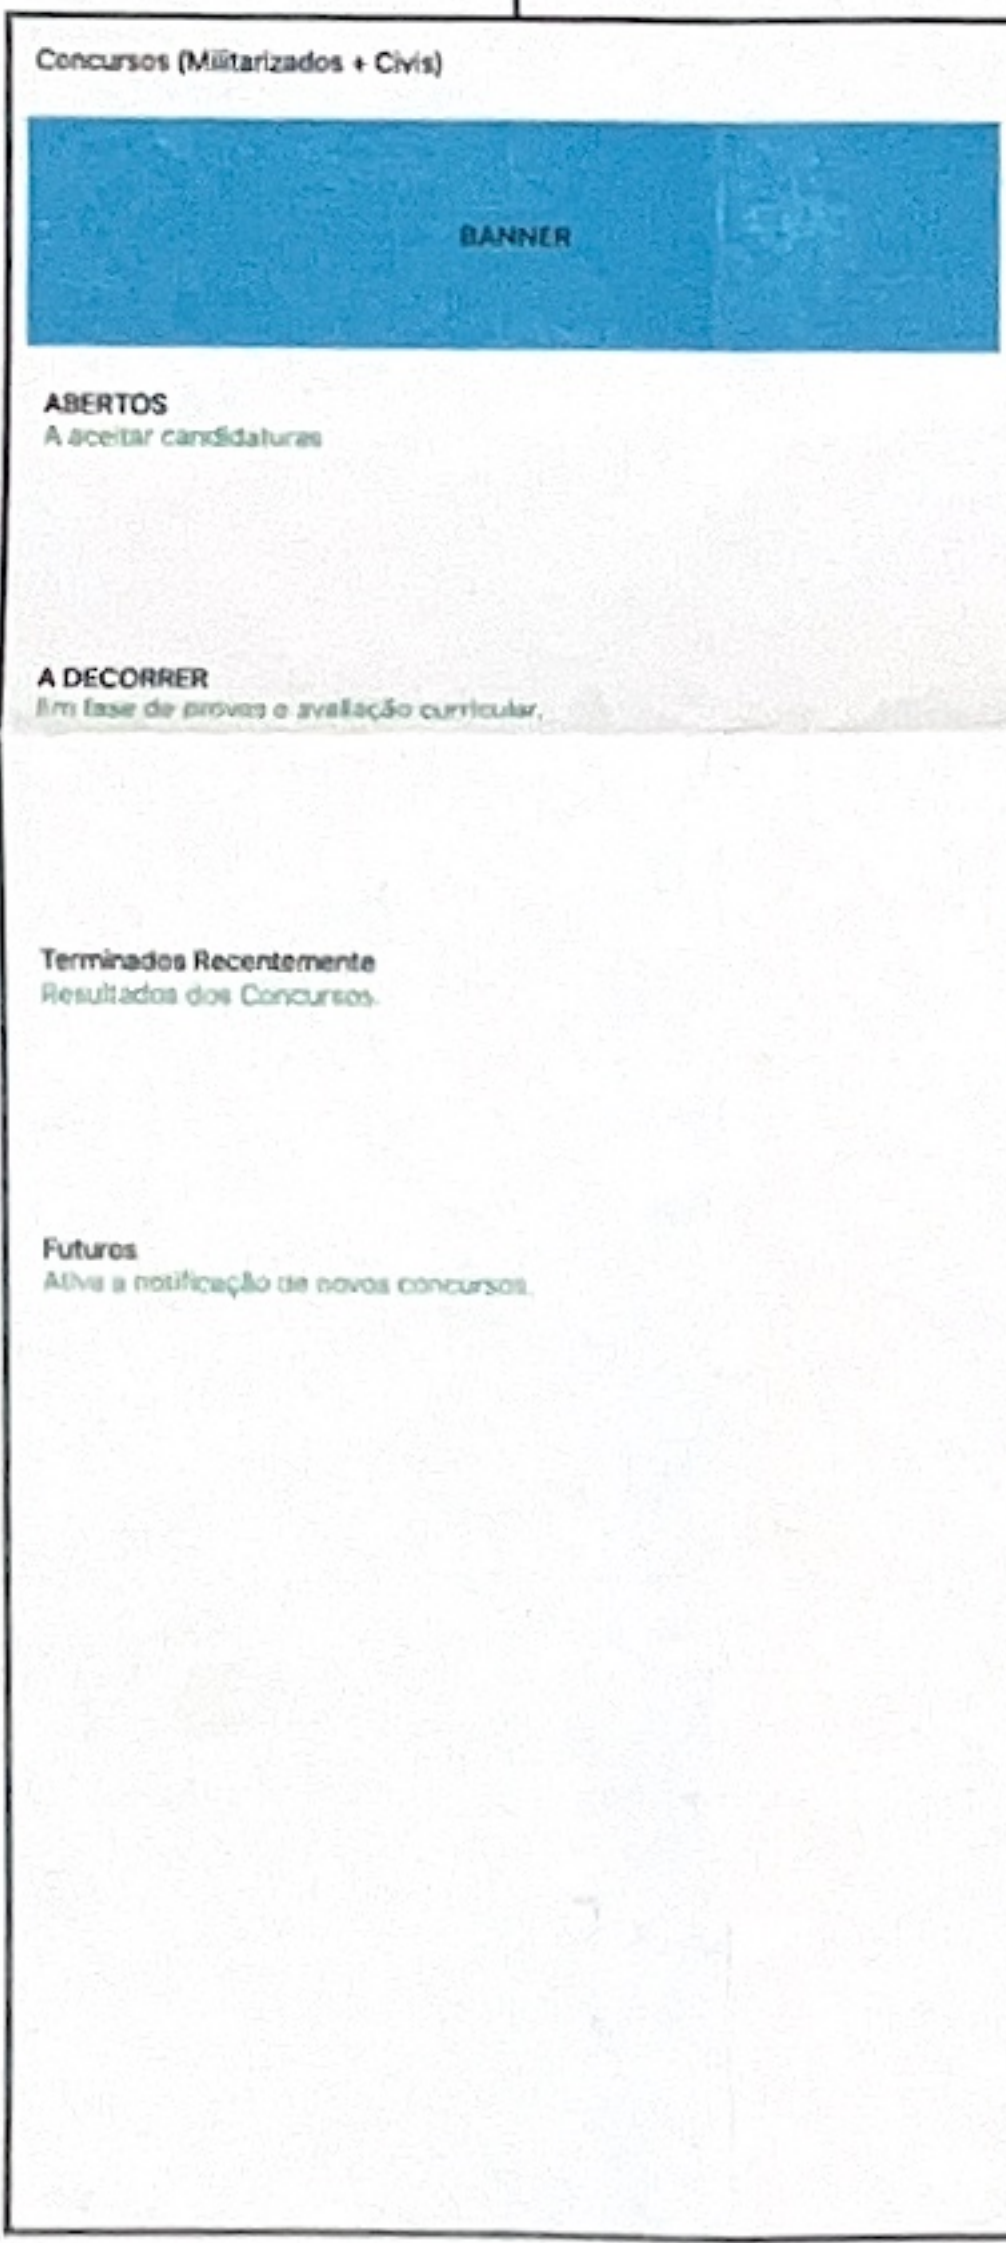 Concursos (Militarizados + Civis)
BANNER
ABERTOS
A aceitar candidaturas
A DECORRER
Em fase de provas e avaliação curricular.
Terminados Recentemente
Resultados dos Concursos.
Futuros
Ativa a notificação de novos concursos.